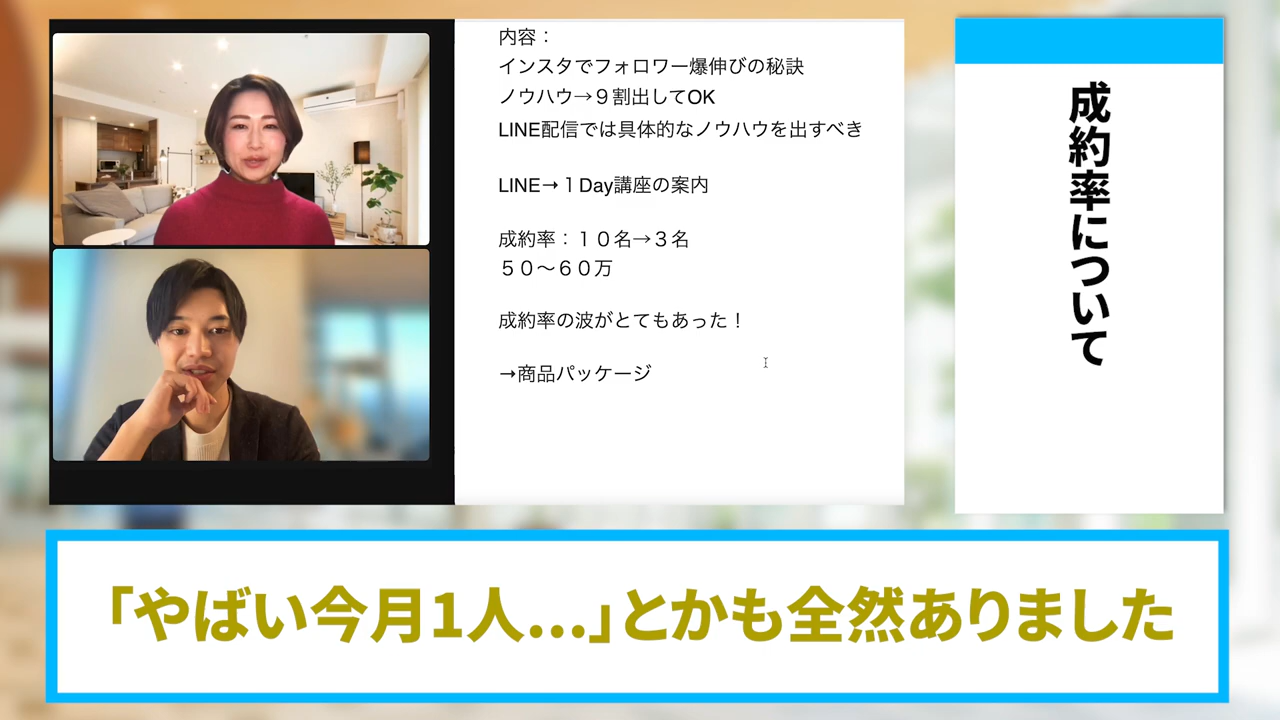 内容：
インスタでフォロワー爆伸びの秘訣
ノウハウ→９割出してOK
LINE配信では具体的なノウハウを出すべき
LINE→１Day講座の案内
成約率：１０名→３名
５０〜６０万
成約率の波がとてもあった！
→商品パッケージ
成約率について
「やばい今月1人…」とかも全然ありました